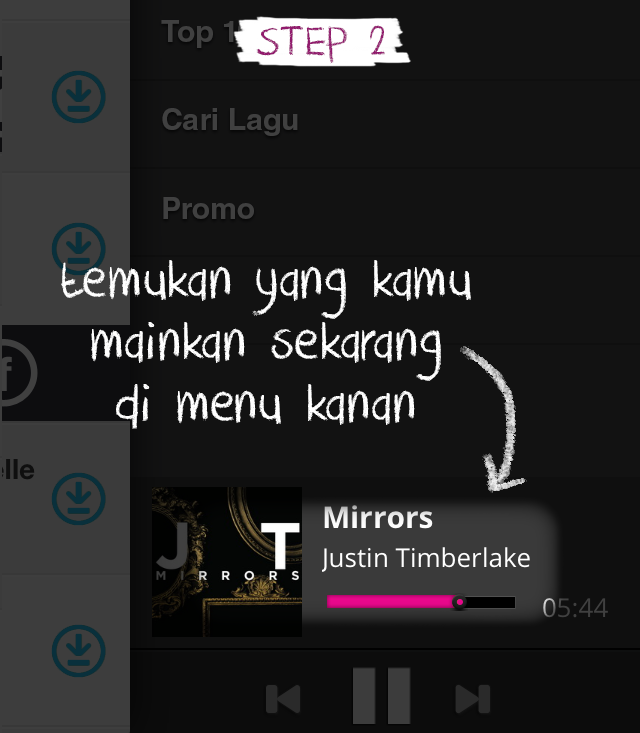 Top 1
STEP 2
Cari Lagu
Promo
temukan yang kamu
mainkan sekarang
di menu kanan
f
elle
JT
MIRRORS
Mirrors
Justin Timberlake
05:44